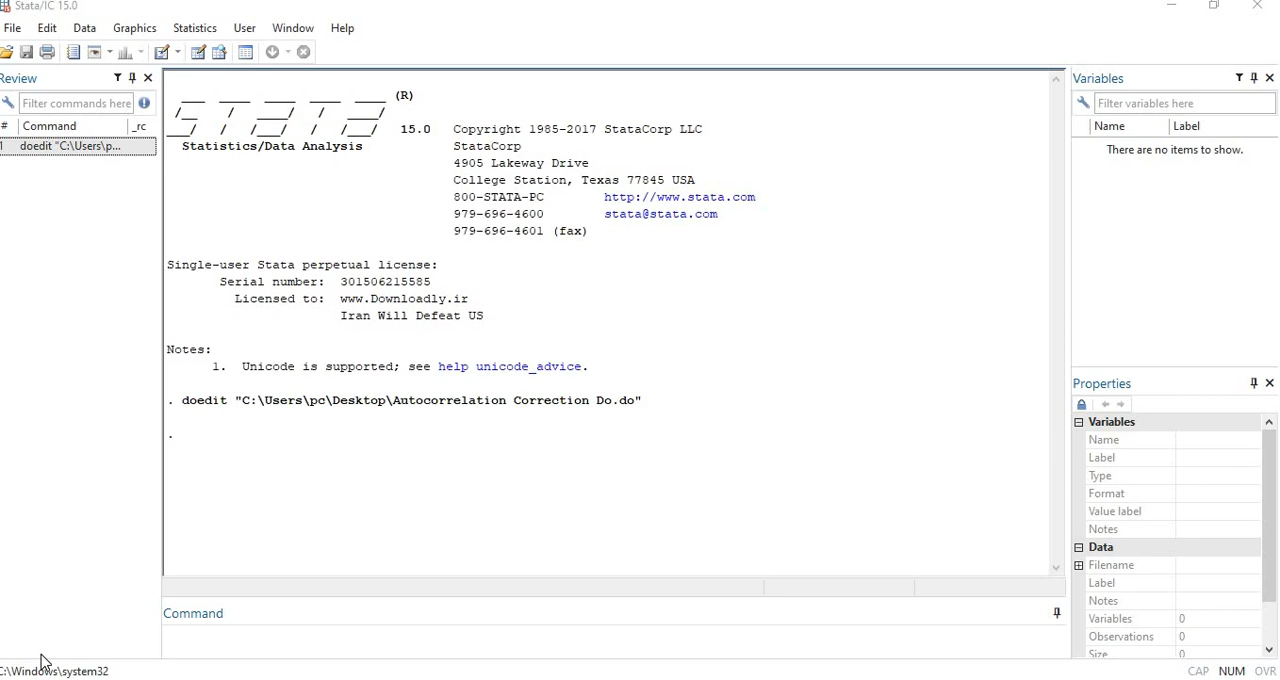 Stata/IC 15.0
File Edit Data Graphics Statistics User Window Help
Review
Filter commands here
# Command _rc
1 doedit "C:\Users\p...
(R)
15.0 Copyright 1985-2017 StataCorp LLC
Statistics/Data Analysis StataCorp
4905 Lakeway Drive
College Station, Texas 77845 USA
800-STATA-PC http://www.stata.com
979-696-4600 stata@stata.com
979-696-4601 (fax)
Single-user Stata perpetual license:
Serial number: 301506215585
Licensed to: www.Downloadly.ir
Iran Will Defeat US
Notes:
1. Unicode is supported; see help unicode_advice.
. doedit "C:\Users\pc\Desktop\Autocorrelation Correction Do.do"
.
Command
Variables
Filter variables here
Name Label
There are no items to show.
Properties
Variables
Name
Label
Type
Format
Value label
Notes
Data
Filename
Label
Notes
Variables 0
Observations 0
Size 0
C:\Windows\system32
CAP NUM OVR